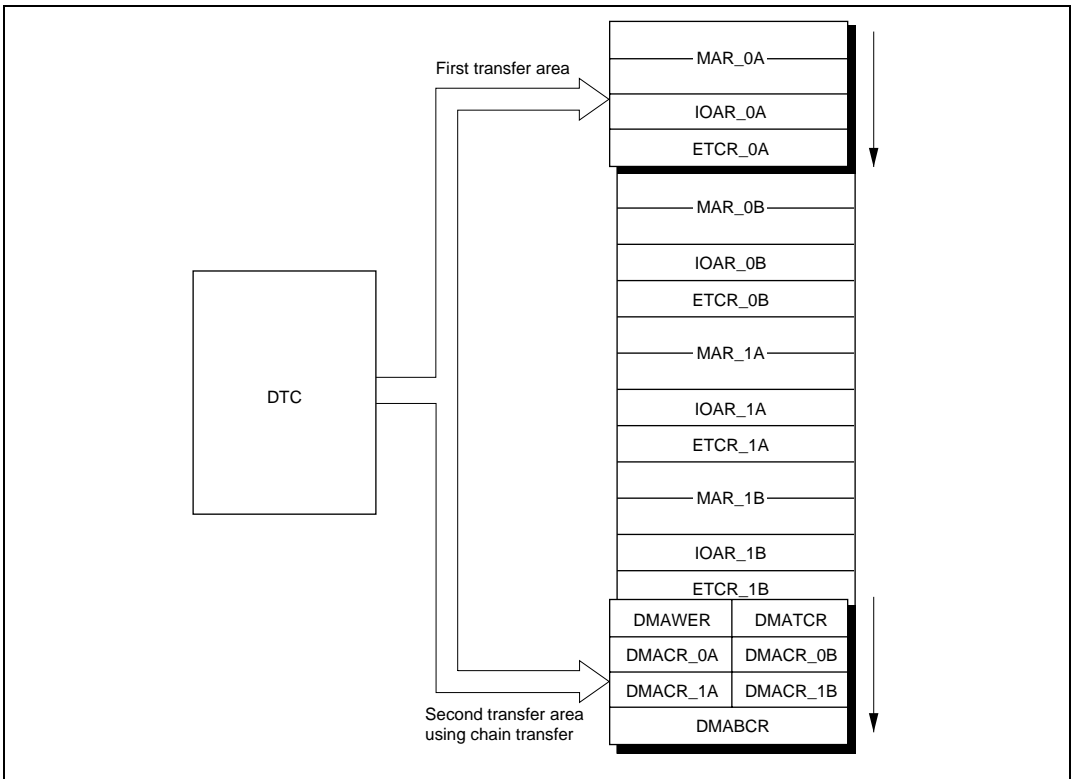 First transfer area
MAR_0A
IOAR_0A
ETCR_0A
MAR_0B
IOAR_0B
ETCR_0B
MAR_1A
IOAR_1A
ETCR_1A
MAR_1B
IOAR_1B
ETCR_1B
DTC
DMAWER DMATCR
DMACR_0A DMACR_0B
DMACR_1A DMACR_1B
DMABCR
Second transfer area
using chain transfer